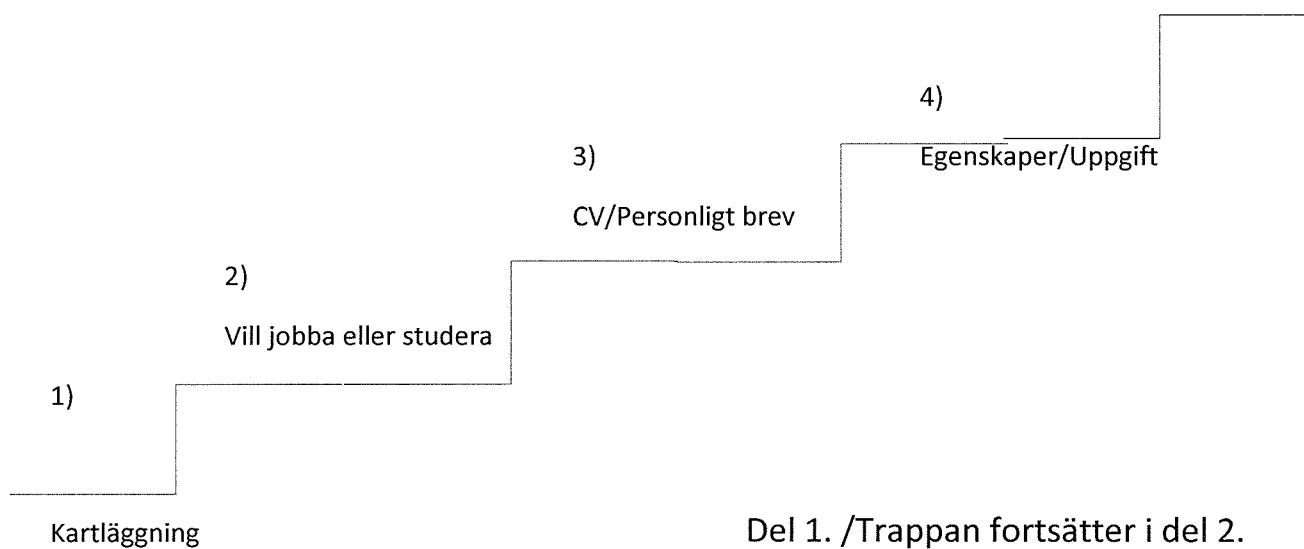 4)
Egenskaper/Uppgift
3)
CV/Personligt brev
2)
Vill jobba eller studera
1)
Kartläggning
Del 1. /Trappan fortsätter i del 2.